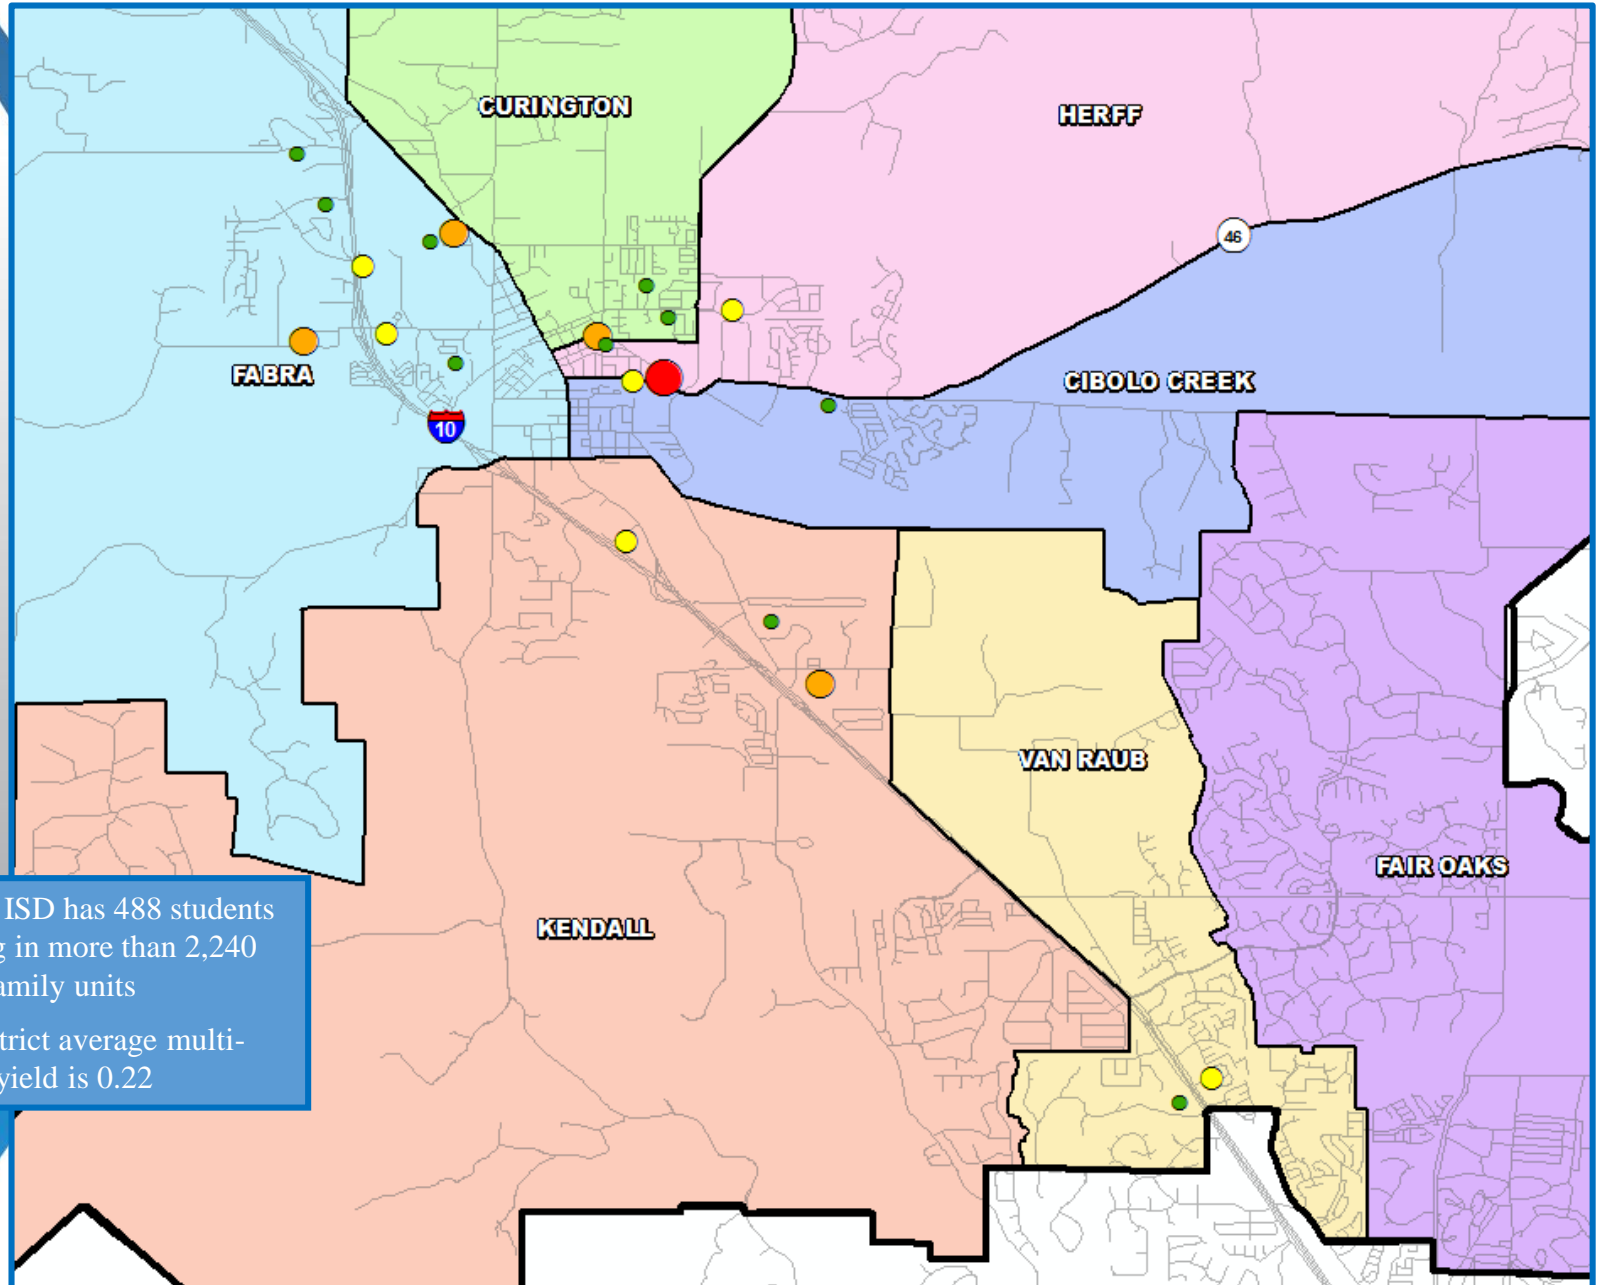 CURINGTON
HERFF
46
FABRA
CIBOLO CREEK
10
VAN RAUB
FAIR OAKS
KENDALL
ISD has 488 students
in more than 2,240
amily units
trict average multi-
yield is 0.22